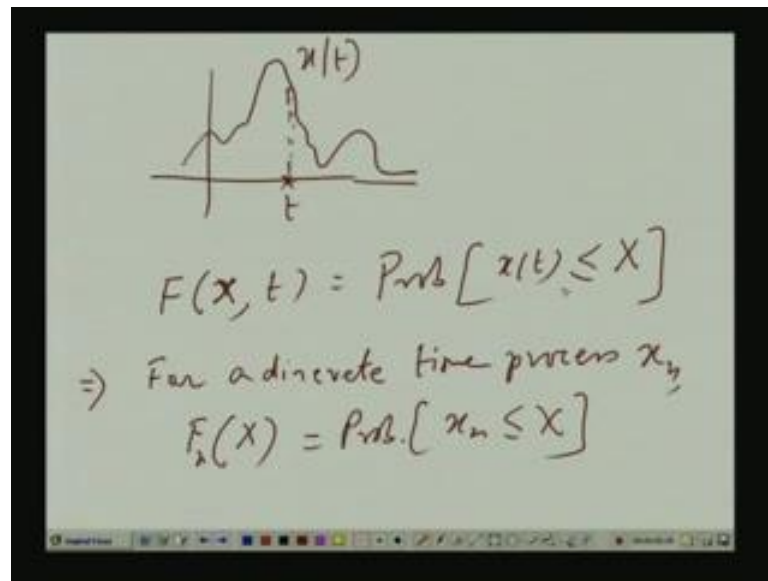 x(t)
t
F(x, t) = Prob [ x(t) ≤ X ]
⇒ For a discrete time process xn,
Fn(X) = Prob. [ xn ≤ X ]